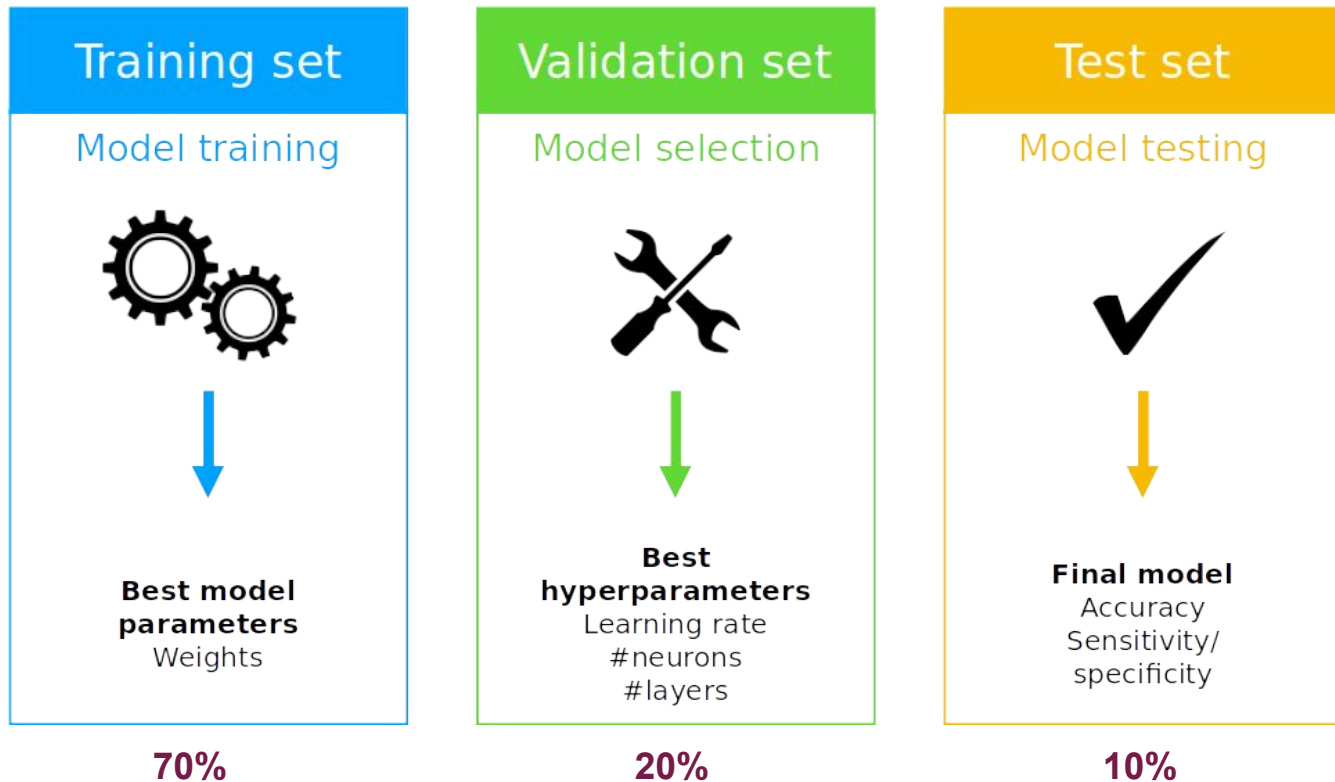 Training set
Model training
Best model
parameters
Weights
70%
Validation set
Model selection
Best
hyperparameters
Learning rate
#neurons
#layers
20%
Test set
Model testing
Final model
Accuracy
Sensitivity/
specificity
10%